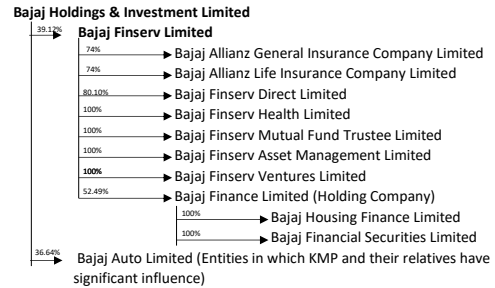 Bajaj Holdings & Investment Limited
39.12% Bajaj Finserv Limited
74% Bajaj Allianz General Insurance Company Limited
74% Bajaj Allianz Life Insurance Company Limited
80.10% Bajaj Finserv Direct Limited
100% Bajaj Finserv Health Limited
100% Bajaj Finserv Mutual Fund Trustee Limited
100% Bajaj Finserv Asset Management Limited
100% Bajaj Finserv Ventures Limited
52.49% Bajaj Finance Limited (Holding Company)
100% Bajaj Housing Finance Limited
100% Bajaj Financial Securities Limited
36.64% Bajaj Auto Limited (Entities in which KMP and their relatives have
significant influence)